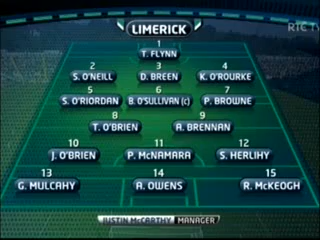 LIMERICK
RTÉ TV
1
T. FLYNN
2 3 4
S. O'NEILL D. BREEN K. O'ROURKE
5 6 7
S. O'RIORDAN B. O'SULLIVAN (c) P. BROWNE
8 9
T. O'BRIEN A. BRENNAN
10 11 12
J. O'BRIEN P. McNAMARA S. HERLIHY
13 14 15
G. MULCAHY A. OWENS R. McKEOGH
JUSTIN McCARTHY MANAGER